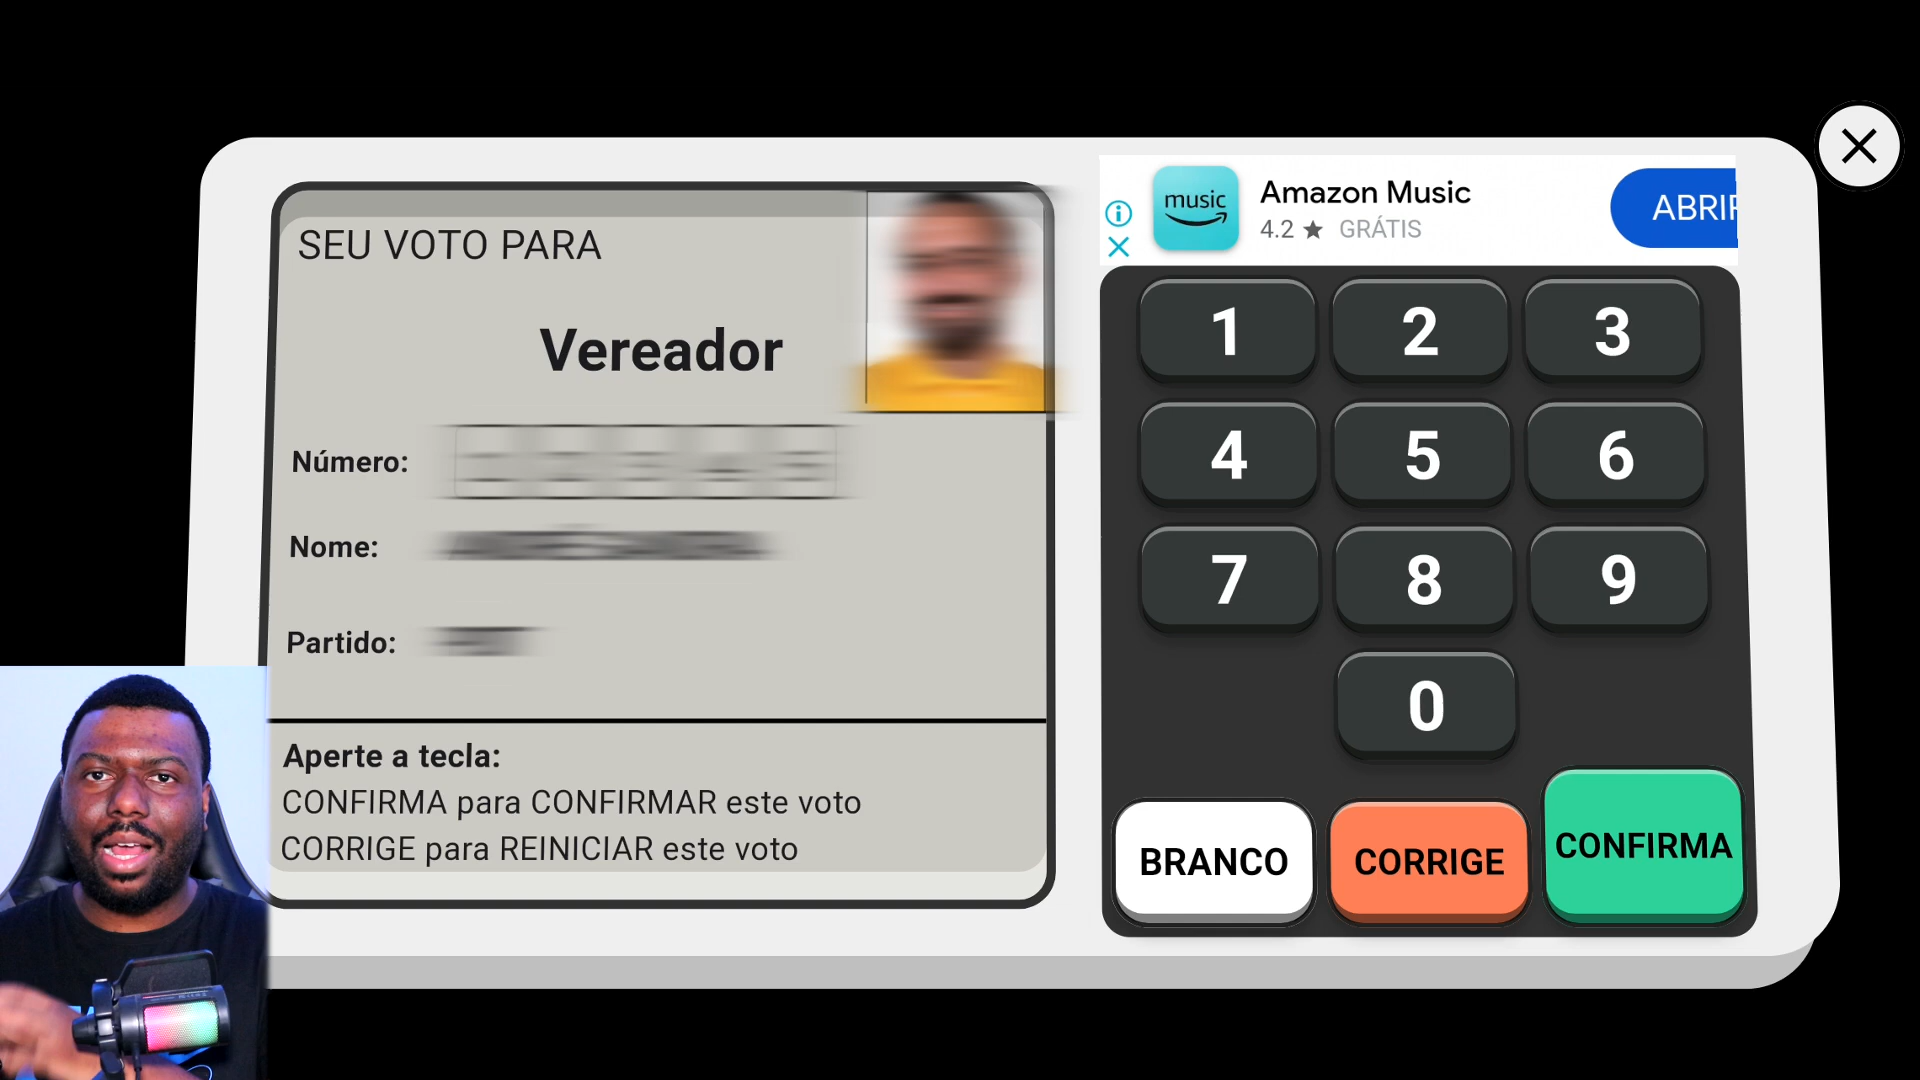 SEU VOTO PARA
Vereador
Número:
Nome:
Partido:
Aperte a tecla:
CONFIRMA para CONFIRMAR este voto
CORRIGE para REINICIAR este voto
music
Amazon Music
4.2 ★ GRÁTIS
1 2 3
4 5 6
7 8 9
0
BRANCO CORRIGE CONFIRMA